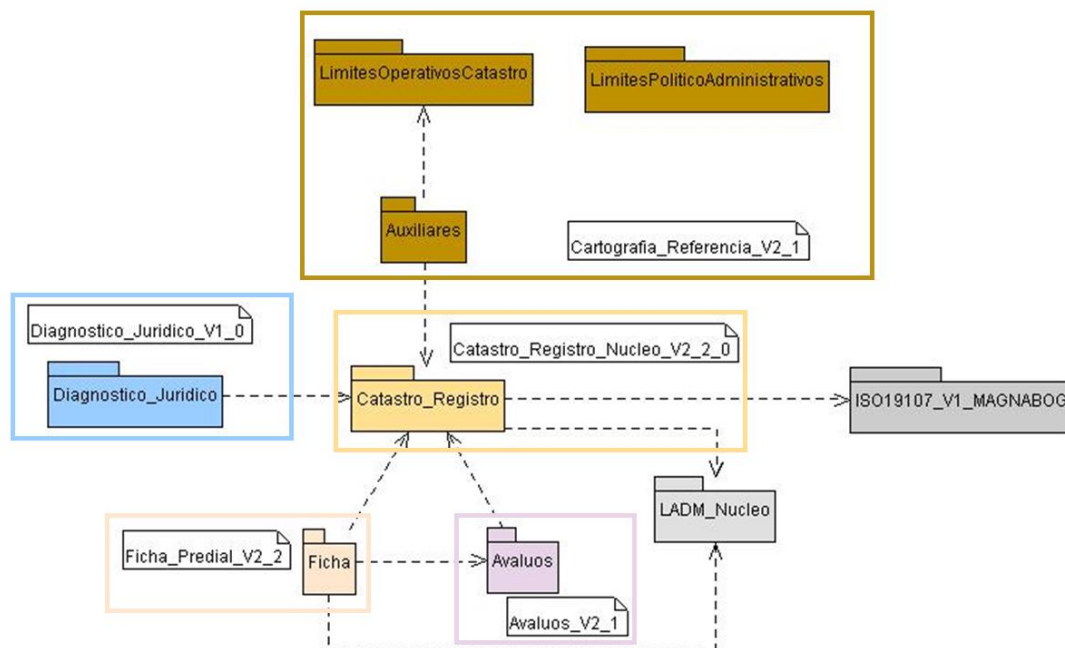 LimitesOperativosCatastro
LimitesPoliticoAdministrativos
Auxiliares
Cartografia_Referencia_V2_1
Diagnostico_Juridico_V1_0
Catastro_Registro_Nucleo_V2_2_0
Diagnostico_Juridico
Catastro_Registro
ISO19107_V1_MAGNABOG
LADM_Nucleo
Ficha_Predial_V2_2
Ficha
Avaluos
Avaluos_V2_1